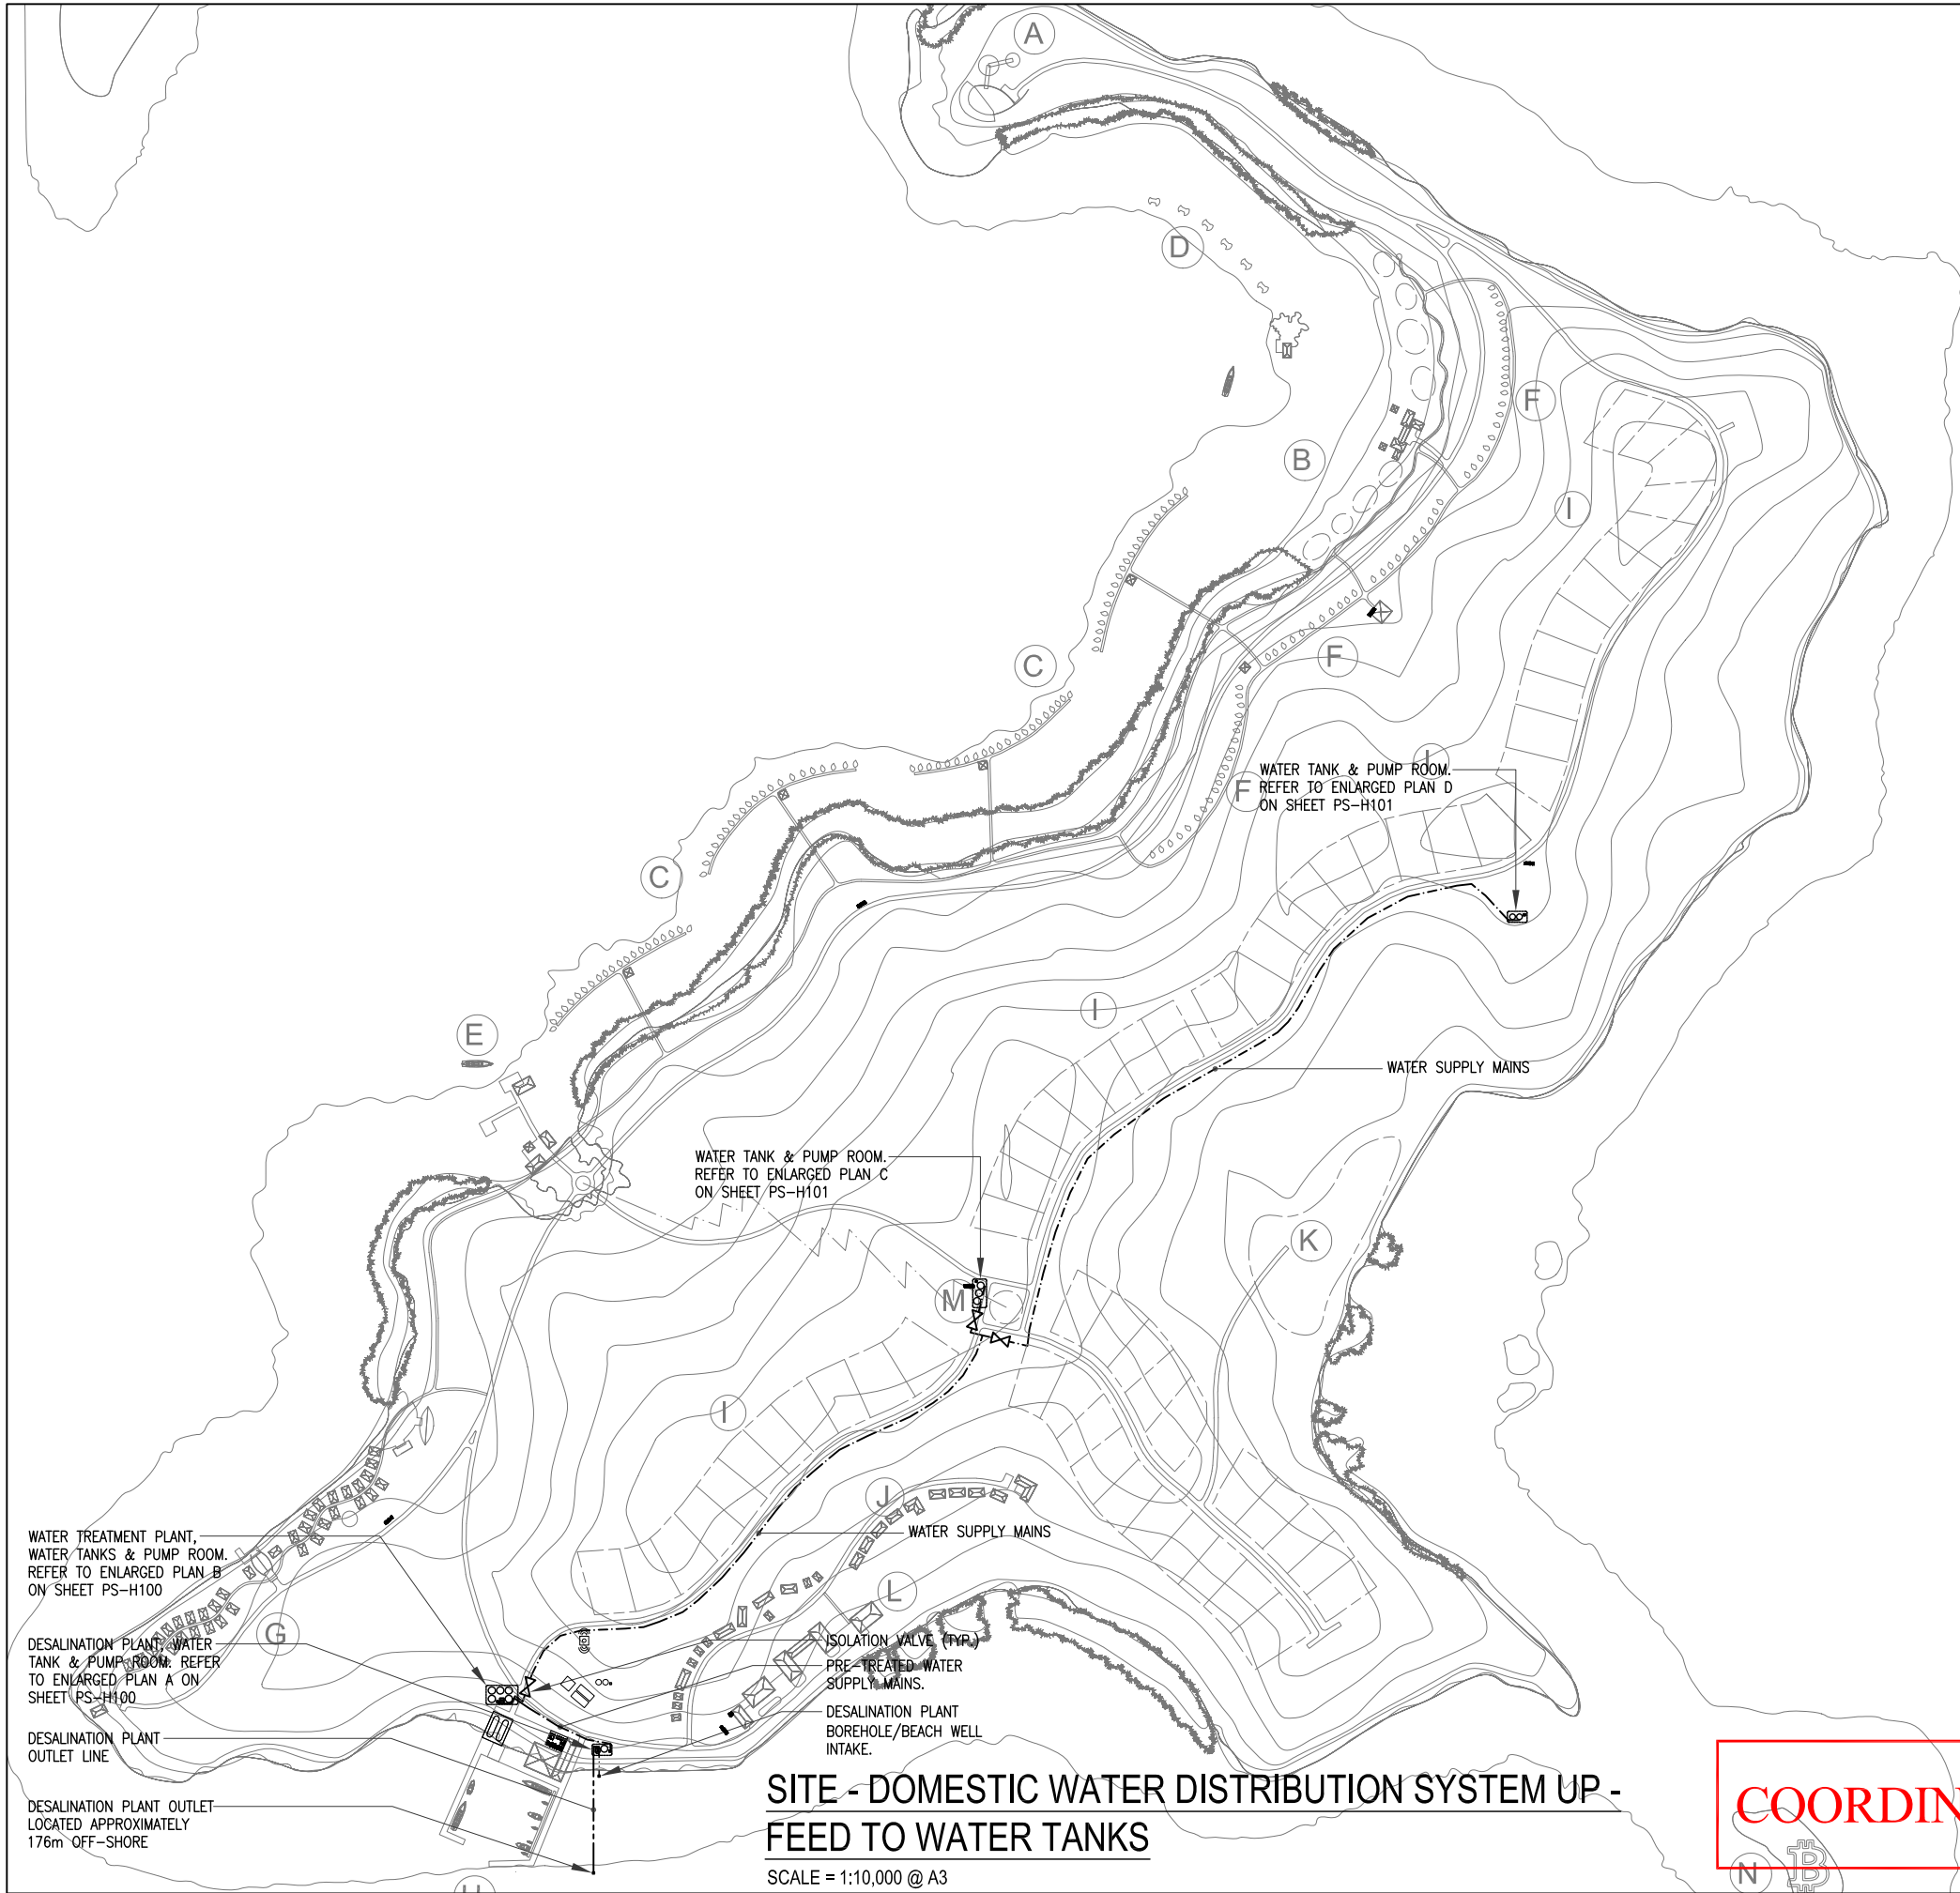 A
D
F
B
I
C
F
I
WATER TANK & PUMP ROOM.
REFER TO ENLARGED PLAN D
ON SHEET PS-H101
F
C
I
E
WATER SUPPLY MAINS
WATER TANK & PUMP ROOM.
REFER TO ENLARGED PLAN C
ON SHEET PS-H101
K
M
I
J
WATER SUPPLY MAINS
WATER TREATMENT PLANT,
WATER TANKS & PUMP ROOM.
REFER TO ENLARGED PLAN B
ON SHEET PS-H100
L
G
DESALINATION PLANT, WATER
TANK & PUMP ROOM. REFER
TO ENLARGED PLAN A ON
SHEET PS-H100
ISOLATION VALVE (TYP.)
PRE-TREATED WATER
SUPPLY MAINS.
DESALINATION PLANT
BOREHOLE/BEACH WELL
INTAKE.
DESALINATION PLANT
OUTLET LINE
DESALINATION PLANT OUTLET
LOCATED APPROXIMATELY
176m OFF-SHORE
SITE - DOMESTIC WATER DISTRIBUTION SYSTEM UP -
FEED TO WATER TANKS
SCALE = 1:10,000 @ A3
COORDIN
N